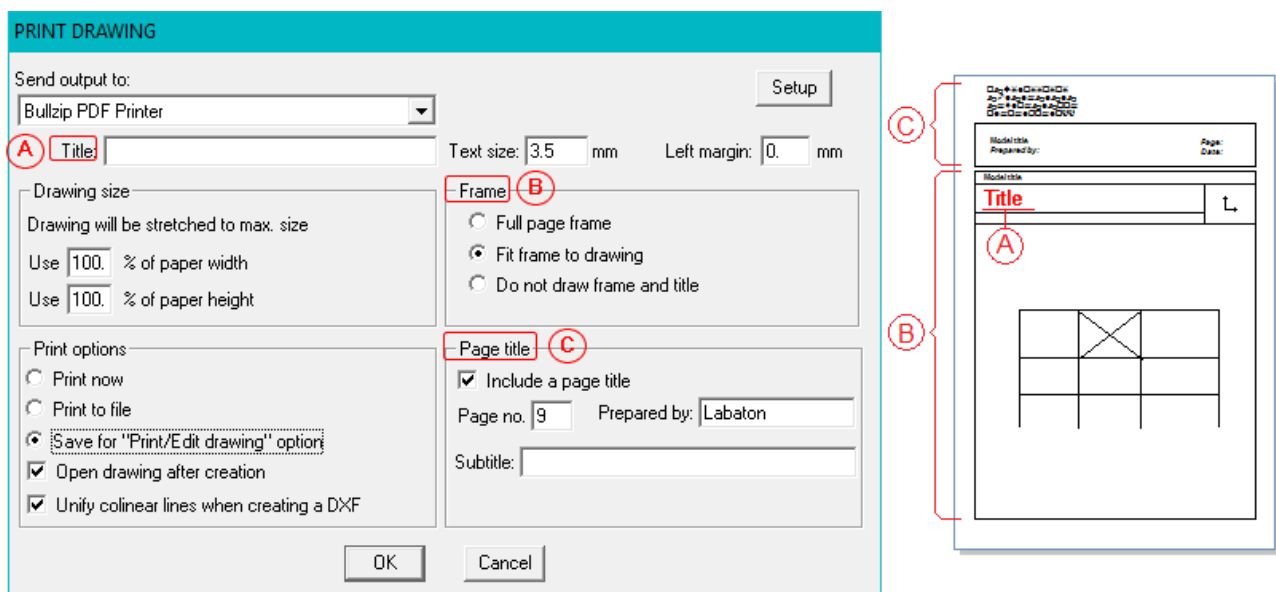 PRINT DRAWING
Send output to:
Setup
Bullzip PDF Printer
A Title: Text size: 3.5 mm Left margin: 0. mm
Drawing size
Drawing will be stretched to max. size
Use 100. % of paper width
Use 100. % of paper height
Frame B
Full page frame
Fit frame to drawing
Do not draw frame and title
Print options
Print now
Print to file
Save for "Print/Edit drawing" option
Open drawing after creation
Unify colinear lines when creating a DXF
Page title C
Include a page title
Page no. 9 Prepared by: Labaton
Subtitle:
OK Cancel
C
Model title Page:
Prepared by: Date:
Model title
Title
A
B